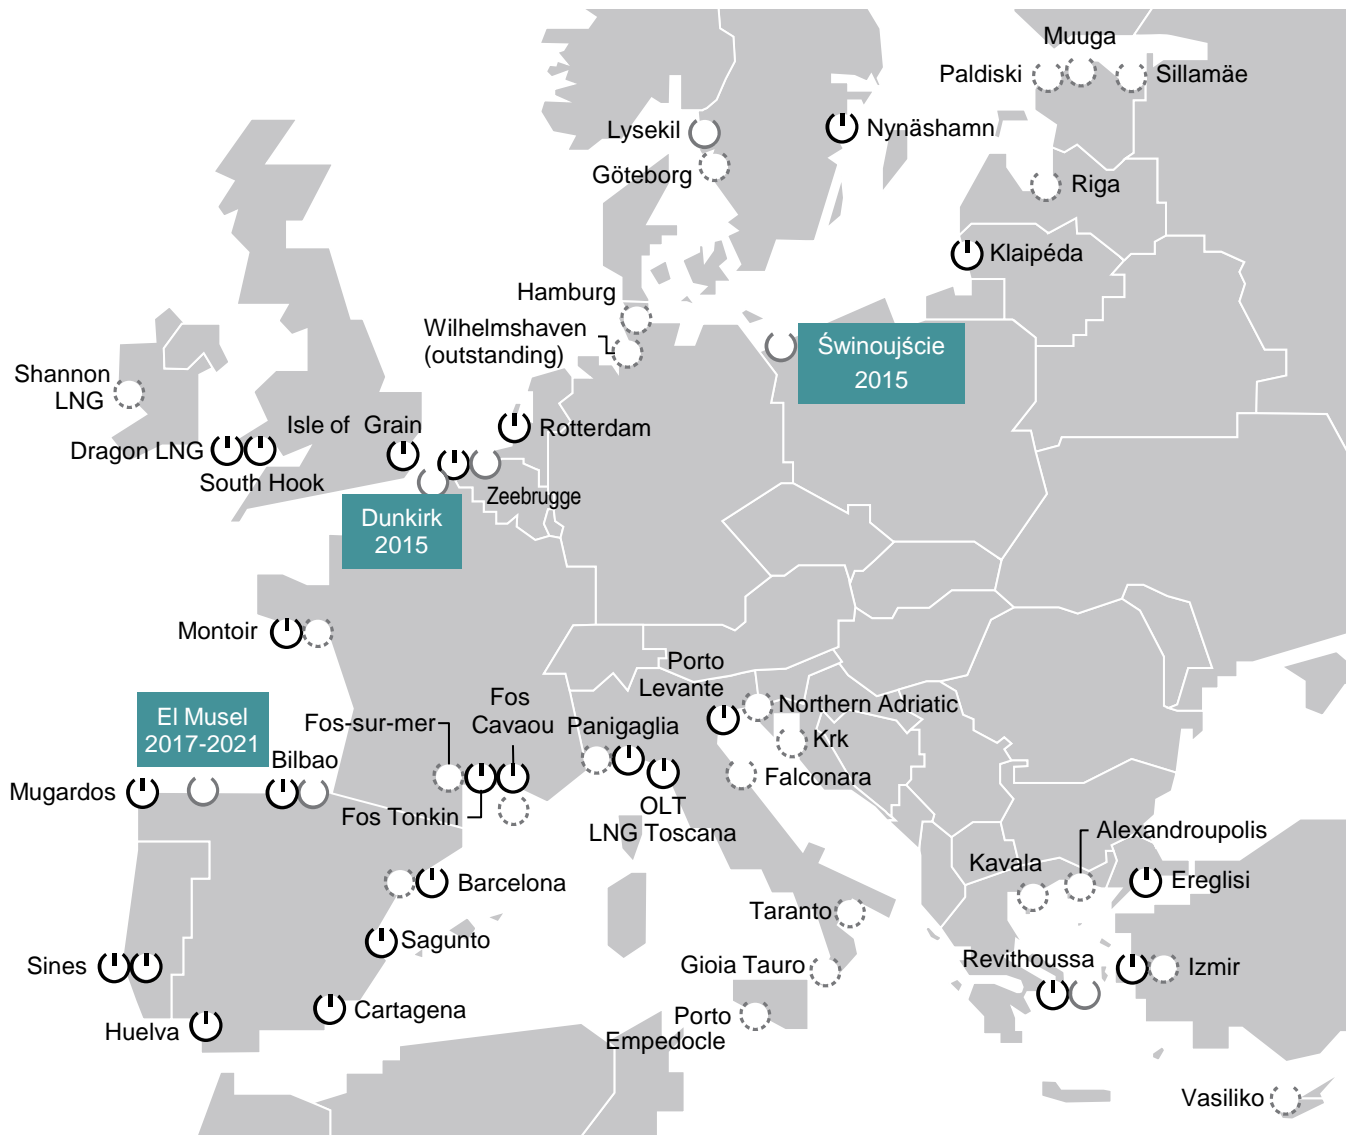 Muuga
Paldiski
Sillamäe
Lysekil
Nynäshamn
Göteborg
Riga
Klaipéda
Hamburg
Wilhelmshaven
(outstanding)
Świnoujście
2015
Shannon
LNG
Isle of Grain
Rotterdam
Dragon LNG
South Hook
Zeebrugge
Dunkirk
2015
Montoir
Porto
Levante
Fos
Cavaou
Northern Adriatic
El Musel
2017-2021
Fos-sur-mer
Panigaglia
Krk
Bilbao
Falconara
Mugardos
Fos Tonkin
OLT
LNG Toscana
Alexandroupolis
Kavala
Barcelona
Ereglisi
Taranto
Sagunto
Revithoussa
Sines
Gioia Tauro
Izmir
Cartagena
Huelva
Porto
Empedocle
Vasiliko